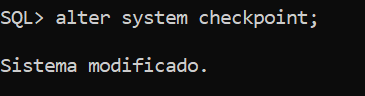 SQL> alter system checkpoint;
Sistema modificado.